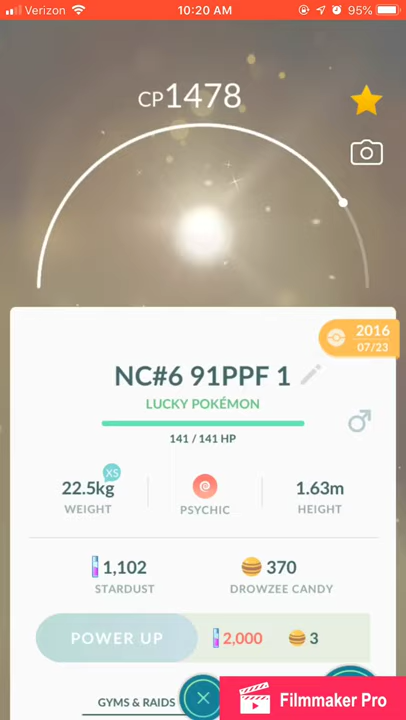 Verizon 10:20 AM 95%
CP1478
2016
07/23
NC#6 91PPF 1
LUCKY POKÉMON
141 / 141 HP
XS
22.5kg 1.63m
WEIGHT PSYCHIC HEIGHT
1,102 370
STARDUST DROWZEE CANDY
POWER UP 2,000 3
GYMS & RAIDS
Filmmaker Pro